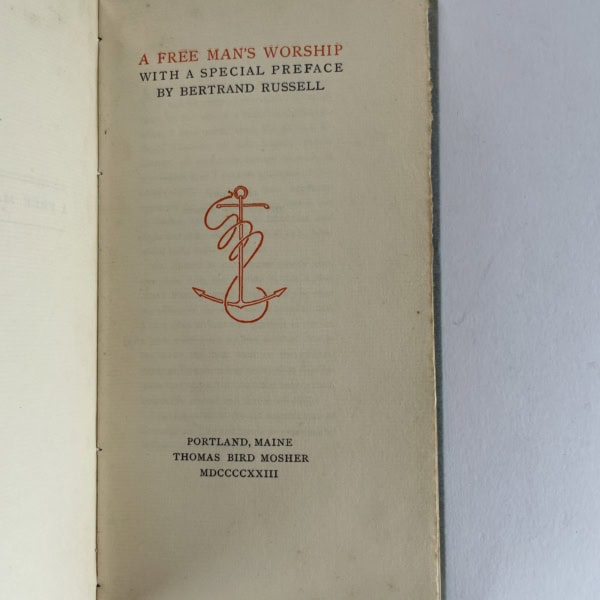 A FREE MAN'S WORSHIP
WITH A SPECIAL PREFACE
BY BERTRAND RUSSELL
PORTLAND, MAINE
THOMAS BIRD MOSHER
MDCCCCXXIII